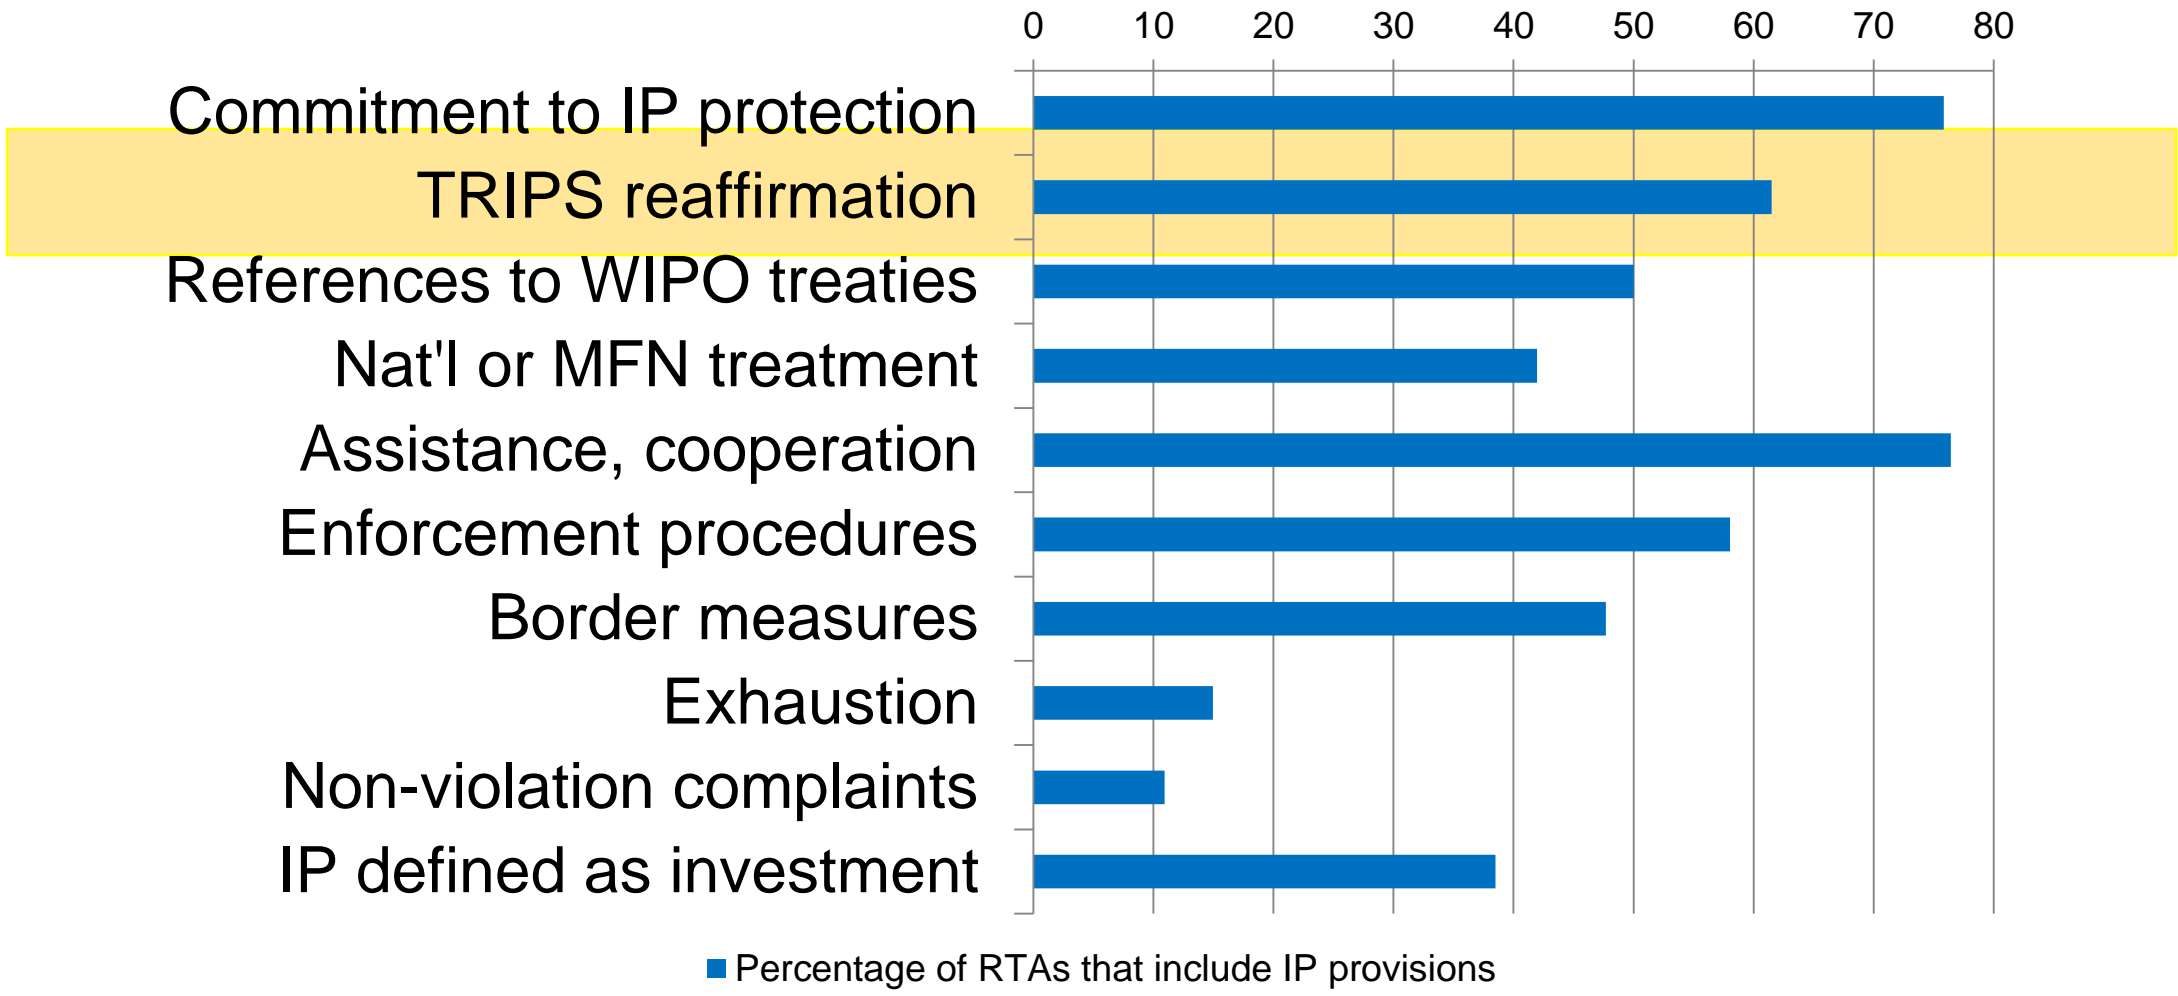 0 10 20 30 40 50 60 70 80
Commitment to IP protection
TRIPS reaffirmation
References to WIPO treaties
Nat'l or MFN treatment
Assistance, cooperation
Enforcement procedures
Border measures
Exhaustion
Non-violation complaints
IP defined as investment
Percentage of RTAs that include IP provisions